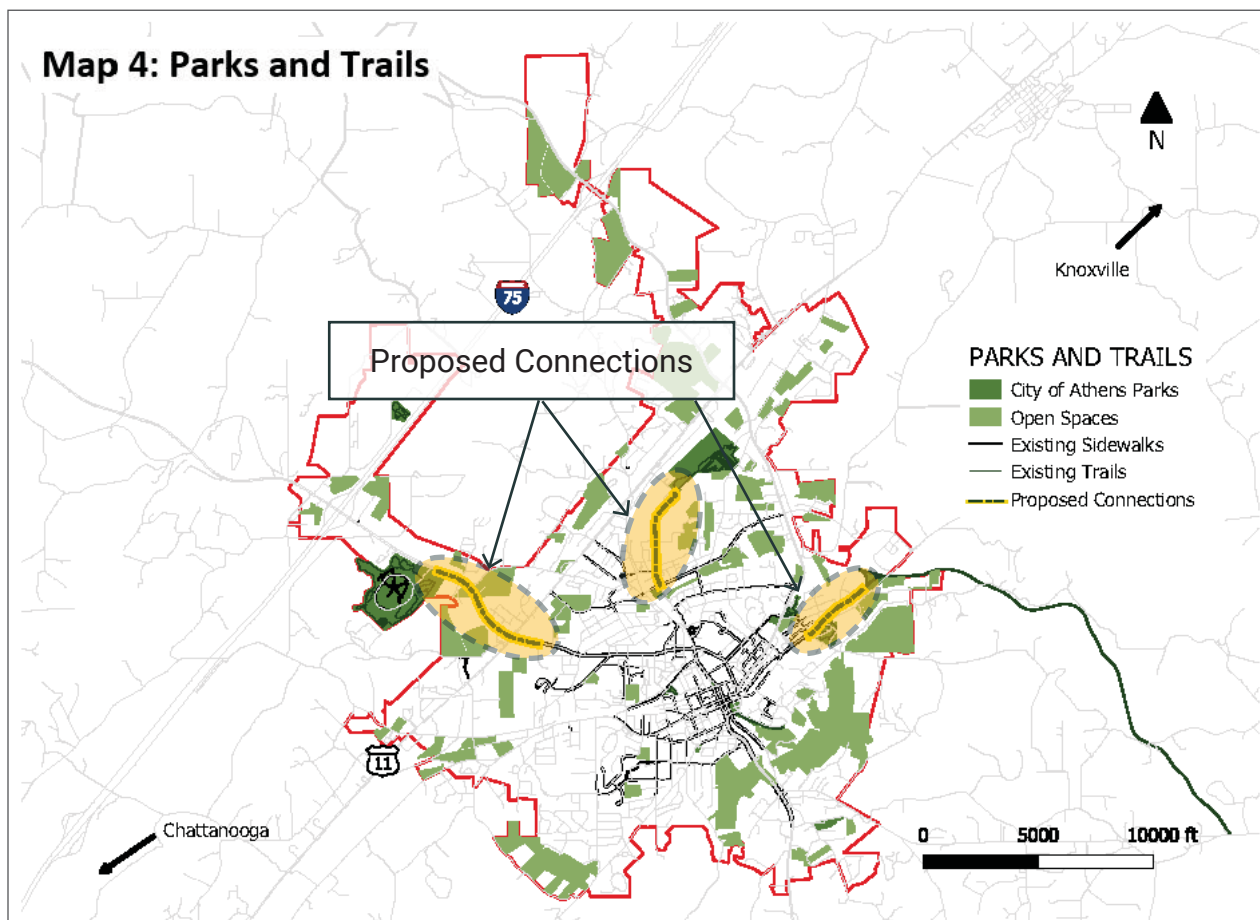 Map 4: Parks and Trails
N
Knoxville
75
Proposed Connections
PARKS AND TRAILS
City of Athens Parks
Open Spaces
Existing Sidewalks
Existing Trails
Proposed Connections
11
Chattanooga
0 5000 10000 ft